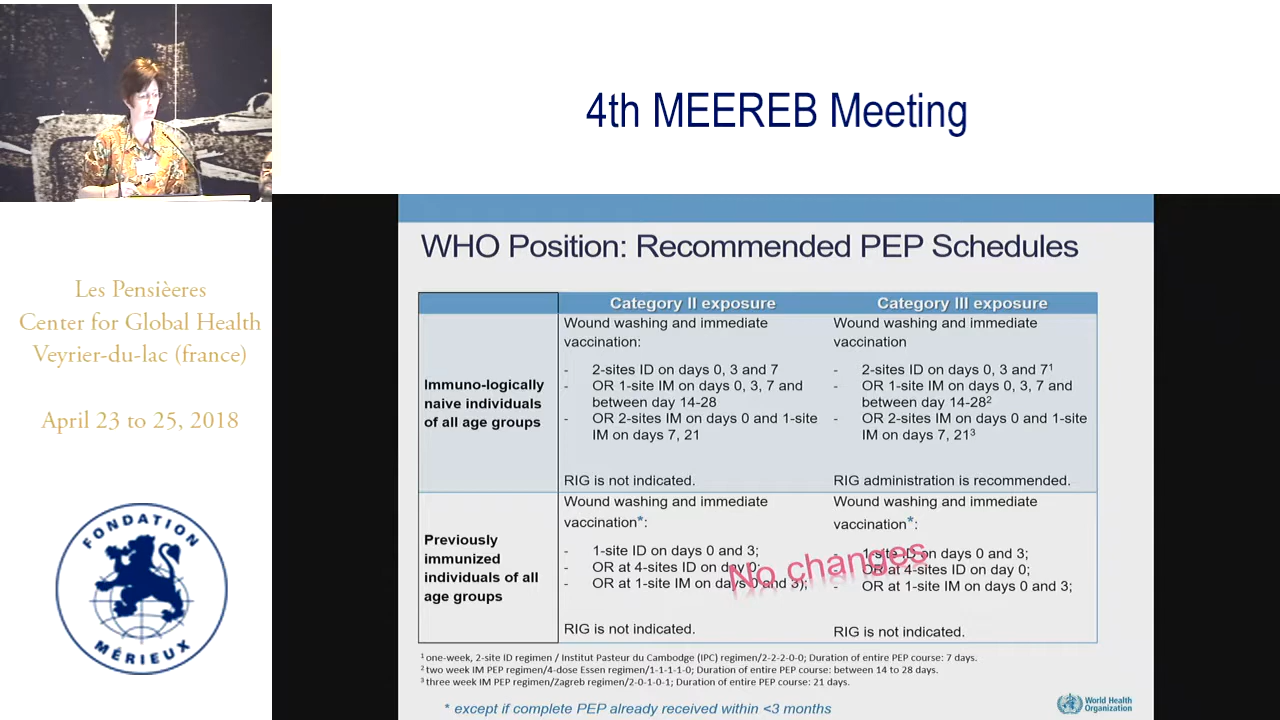 4th MEEREB Meeting
Les Pensièeres
Center for Global Health
Veyrier-du-lac (france)
April 23 to 25, 2018
FONDATION
MÉRIEUX
WHO Position: Recommended PEP Schedules
Category II exposure
Category III exposure
Immuno-logically
naive individuals
of all age groups
Wound washing and immediate
vaccination:
- 2-sites ID on days 0, 3 and 7
- OR 1-site IM on days 0, 3, 7 and
between day 14-28
- OR 2-sites IM on days 0 and 1-site
IM on days 7, 21
RIG is not indicated.
Wound washing and immediate
vaccination
- 2-sites ID on days 0, 3 and 7¹
- OR 1-site IM on days 0, 3, 7 and
between day 14-28²
- OR 2-sites IM on days 0 and 1-site
IM on days 7, 21³
RIG administration is recommended.
Previously
immunized
individuals of all
age groups
Wound washing and immediate
vaccination*:
- 1-site ID on days 0 and 3;
- OR at 4-sites ID on day 0;
- OR at 1-site IM on days 0 and 3);
RIG is not indicated.
Wound washing and immediate
vaccination*:
- 1-site ID on days 0 and 3;
- OR at 4-sites ID on day 0;
- OR at 1-site IM on days 0 and 3;
RIG is not indicated.
No changes
¹ one-week, 2-site ID regimen / Institut Pasteur du Cambodge (IPC) regimen/2-2-2-0-0; Duration of entire PEP course: 7 days.
² two week IM PEP regimen/4-dose Essen regimen/1-1-1-1-0; Duration of entire PEP course: between 14 to 28 days.
³ three week IM PEP regimen/Zagreb regimen/2-0-1-0-1; Duration of entire PEP course: 21 days.
* except if complete PEP already received within <3 months
World Health
Organization